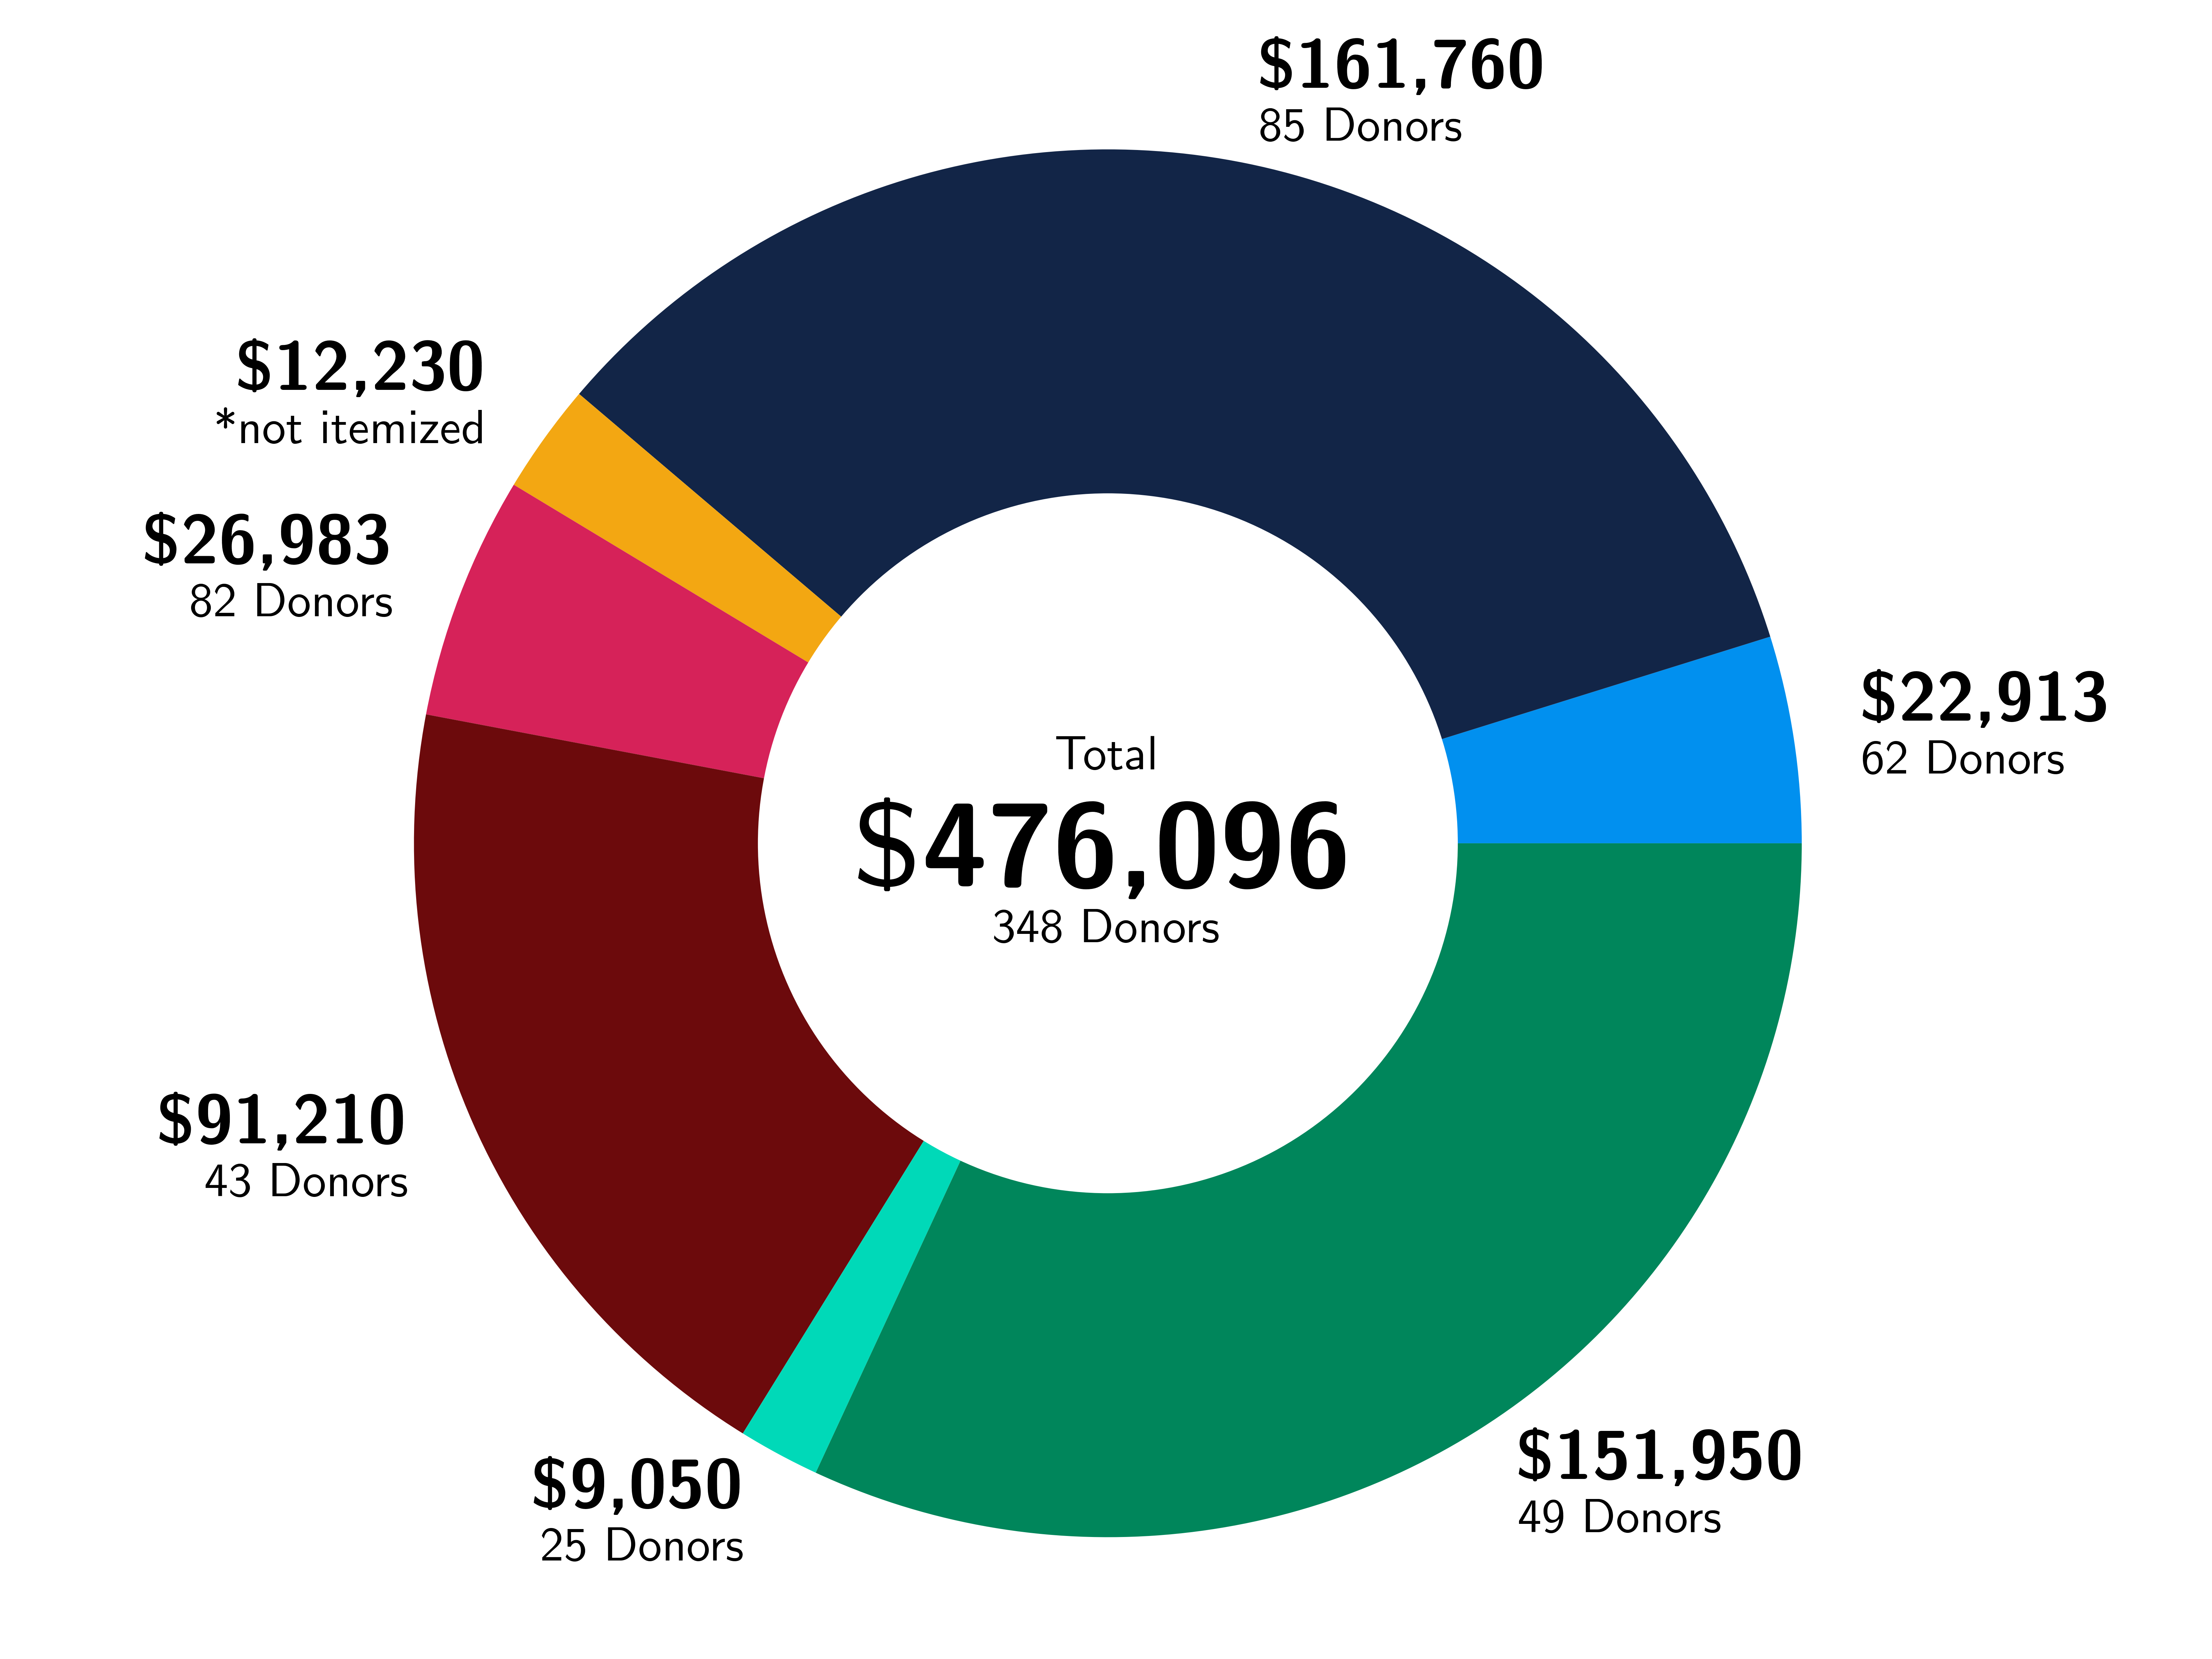 $161,760
85 Donors
$12,230
*not itemized
$26,983
82 Donors
$22,913
62 Donors
Total
$476,096
348 Donors
$91,210
43 Donors
$151,950
49 Donors
$9,050
25 Donors